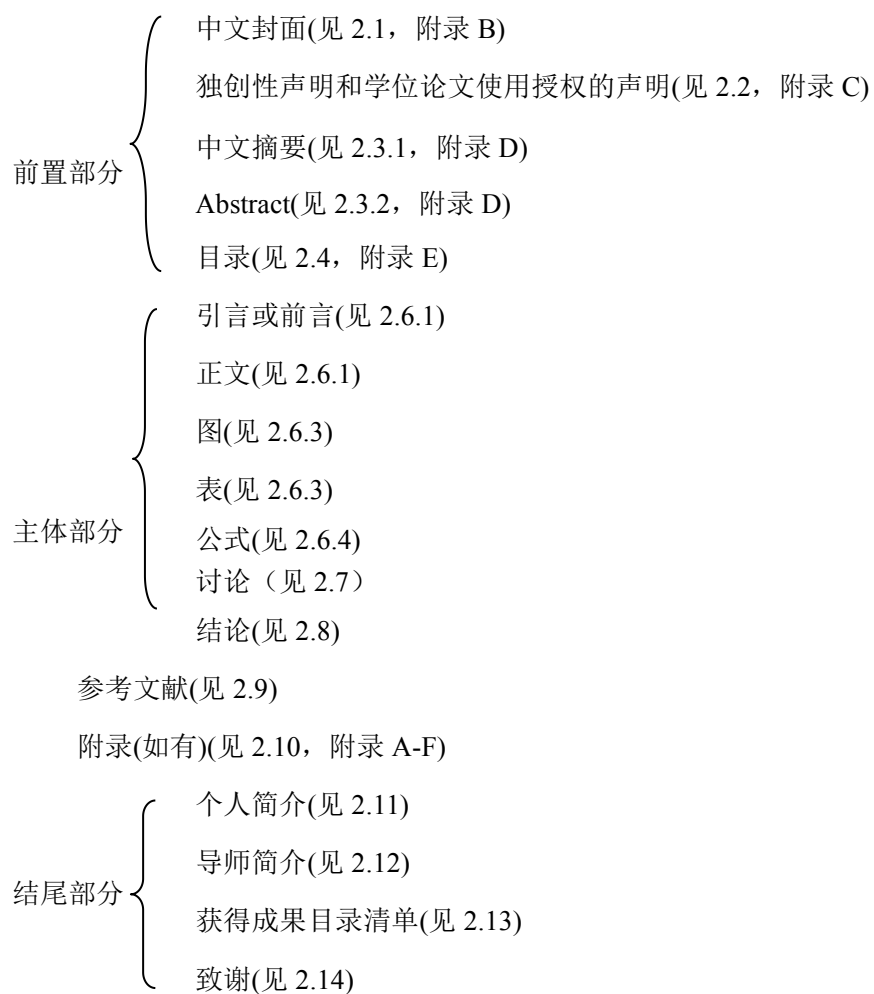 前置部分
中文封面(见 2.1，附录 B)
独创性声明和学位论文使用授权的声明(见 2.2，附录 C)
中文摘要(见 2.3.1，附录 D)
Abstract(见 2.3.2，附录 D)
目录(见 2.4，附录 E)
主体部分
引言或前言(见 2.6.1)
正文(见 2.6.1)
图(见 2.6.3)
表(见 2.6.3)
公式(见 2.6.4)
讨论（见 2.7）
结论(见 2.8)
参考文献(见 2.9)
附录(如有)(见 2.10，附录 A-F)
结尾部分
个人简介(见 2.11)
导师简介(见 2.12)
获得成果目录清单(见 2.13)
致谢(见 2.14)